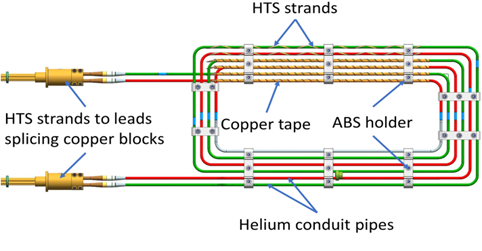 HTS strands
HTS strands to leads
splicing copper blocks
Copper tape
ABS holder
Helium conduit pipes